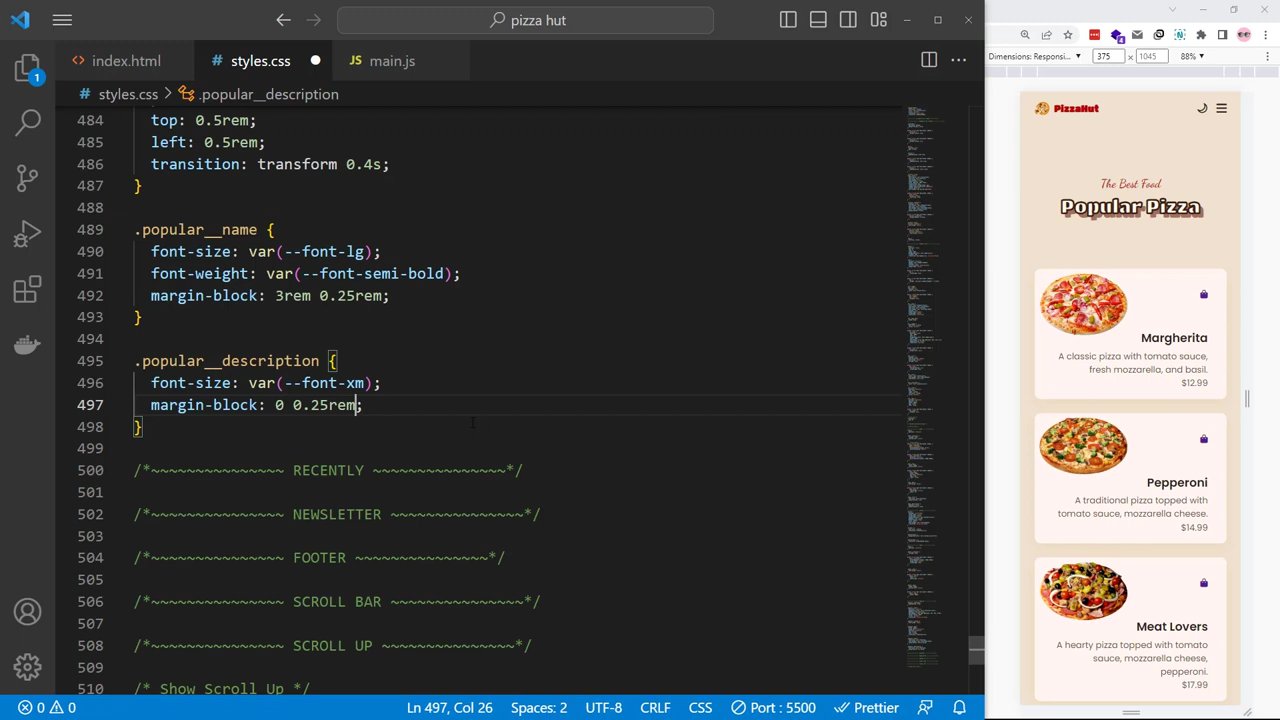 pizza hut
index.html
styles.css
main.js
styles.css > .popular__decription
484 top: 0.5rem;
485 left: 0.5rem;
486 transition: transform 0.4s
487 }
488
489 .popular__name {
490 font-size: var(--font-lg);
491 font-weight: var(--font-semi-bold);
492 margin-block: 3rem 0.25rem;
493 }
494
495 .popular__decription {
496 font-size: var(--font-xm);
497 margin-block: 0 0.25rem;
498 }
499
500 /*~~~~~~~~~~~~~~~ RECENTLY ~~~~~~~~~~~~~~~*/
501
502 /*~~~~~~~~~~~~~~~ NEWSLETTER ~~~~~~~~~~~~~~~*/
503
504 /*~~~~~~~~~~~~~~~ FOOTER ~~~~~~~~~~~~~~~*/
505
506 /*~~~~~~~~~~~~~~~ SCROLL BAR ~~~~~~~~~~~~~~~*/
507
508 /*~~~~~~~~~~~~~~~ SCROLL UP ~~~~~~~~~~~~~~~*/
509
510 /* Show Scroll Up */
1
0 0
Ln 497, Col 26
Spaces: 2
UTF-8
CRLF
CSS
Port : 5500
Prettier
Dimensions: Responsi...
375 × 1045
88%
PizzaHut
The Best Food
Popular Pizza
Margherita
A classic pizza with tomato sauce,
fresh mozzarella, and basil.
$12.99
Pepperoni
A traditional pizza topped with
tomato sauce, mozzarella cheese.
$14.99
Meat Lovers
A hearty pizza topped with tomato
sauce, mozzarella cheese,
pepperoni.
$17.99